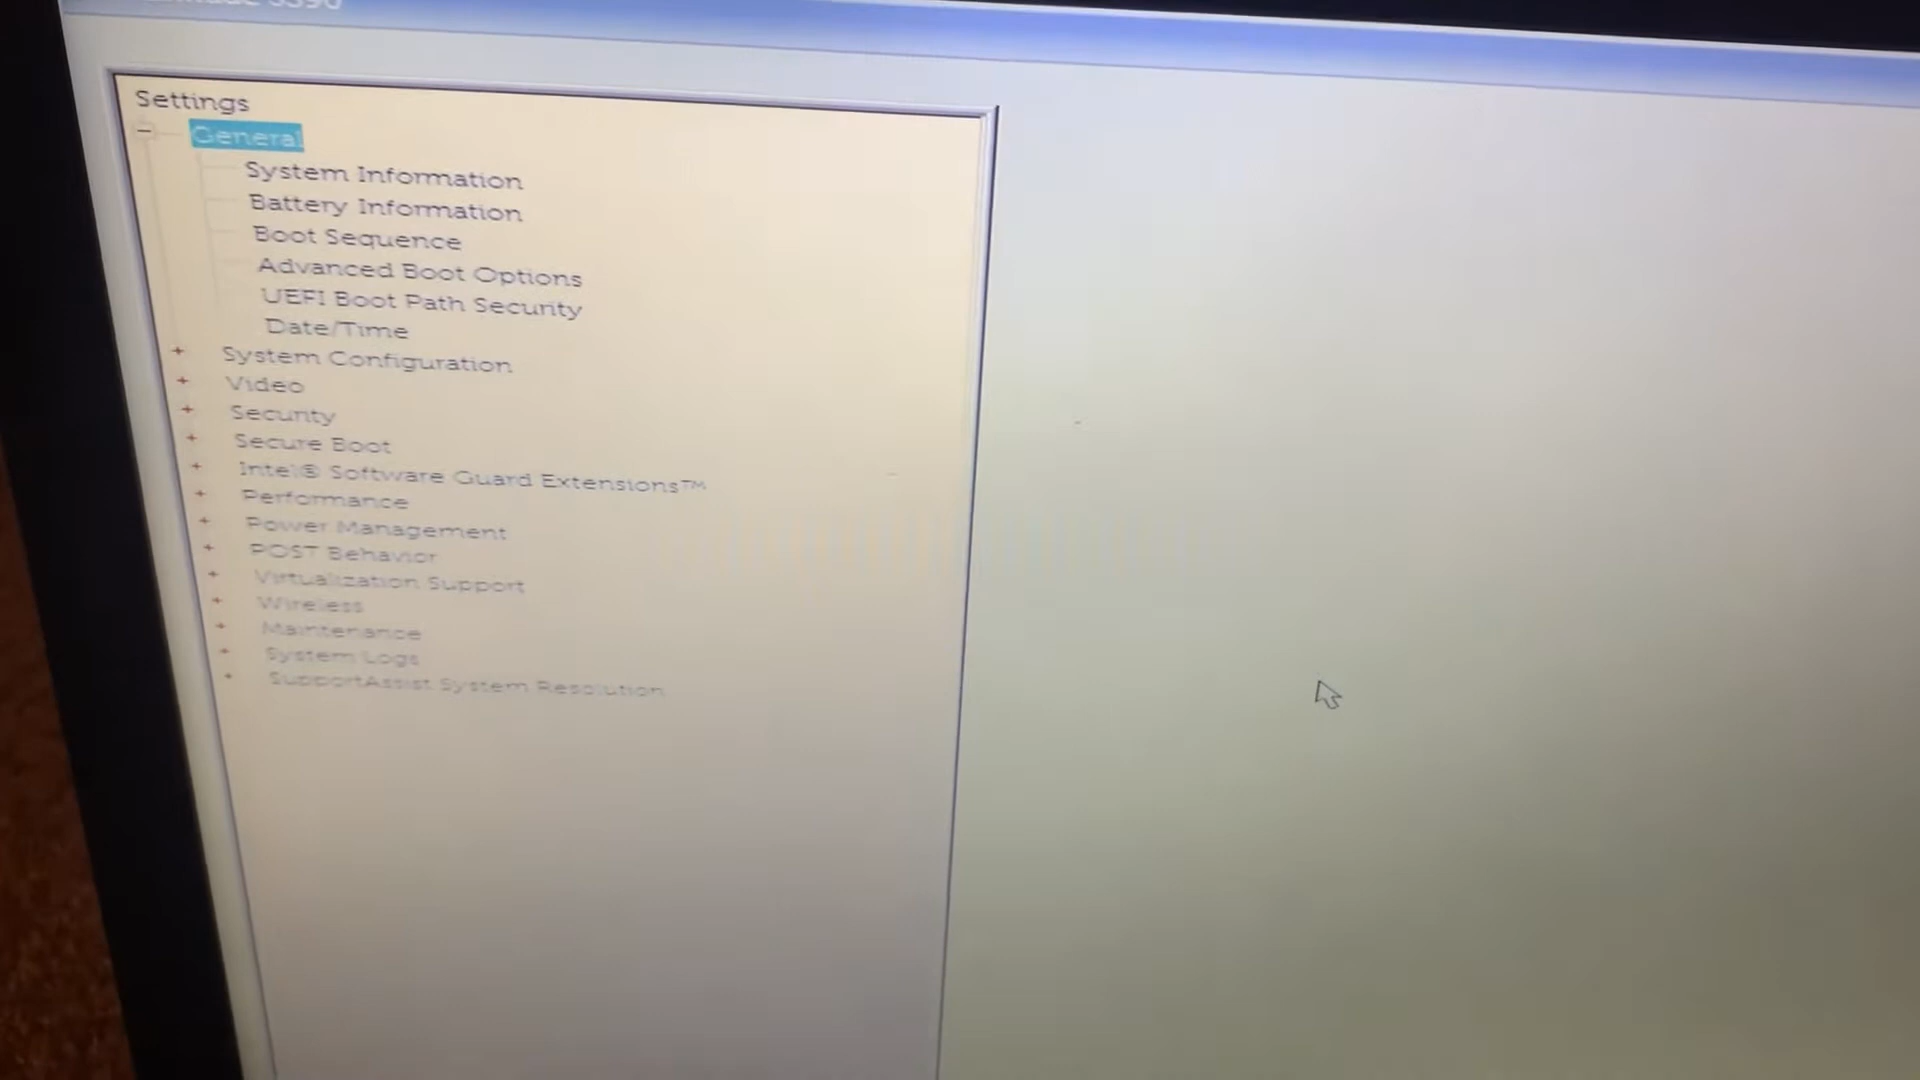 Settings
General
System Information
Battery Information
Boot Sequence
Advanced Boot Options
UEFI Boot Path Security
Date/Time
System Configuration
Video
Security
Secure Boot
Intel® Software Guard Extensions™
Performance
Power Management
POST Behavior
Virtualization Support
Wireless
Maintenance
System Logs
SupportAssist System Resolution